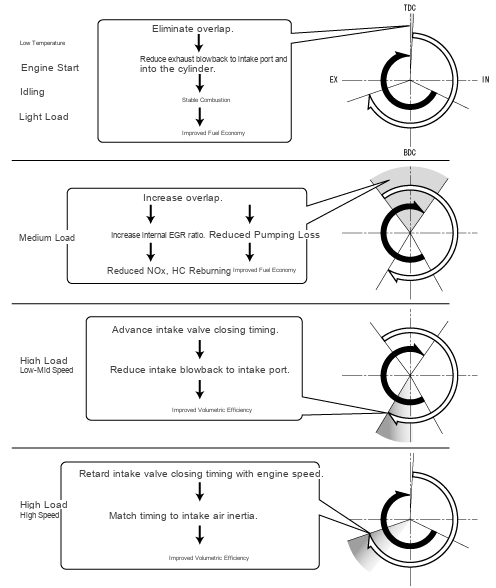 TDC
Eliminate overlap.
Low Temperature
Reduce exhaust blowback to intake port and
into the cylinder.
Engine Start
EX
IN
Idling
Stable Combustion
Light Load
Improved Fuel Economy
BDC
Increase overlap.
Medium Load
Increase internal EGR ratio. Reduced Pumping Loss
Reduced NOx, HC Reburning Improved Fuel Economy
Advance intake valve closing timing.
High Load
Low-Mid Speed
Reduce intake blowback to intake port.
Improved Volumetric Efficiency
Retard intake valve closing timing with engine speed.
High Load
High Speed
Match timing to intake air inertia.
Improved Volumetric Efficiency